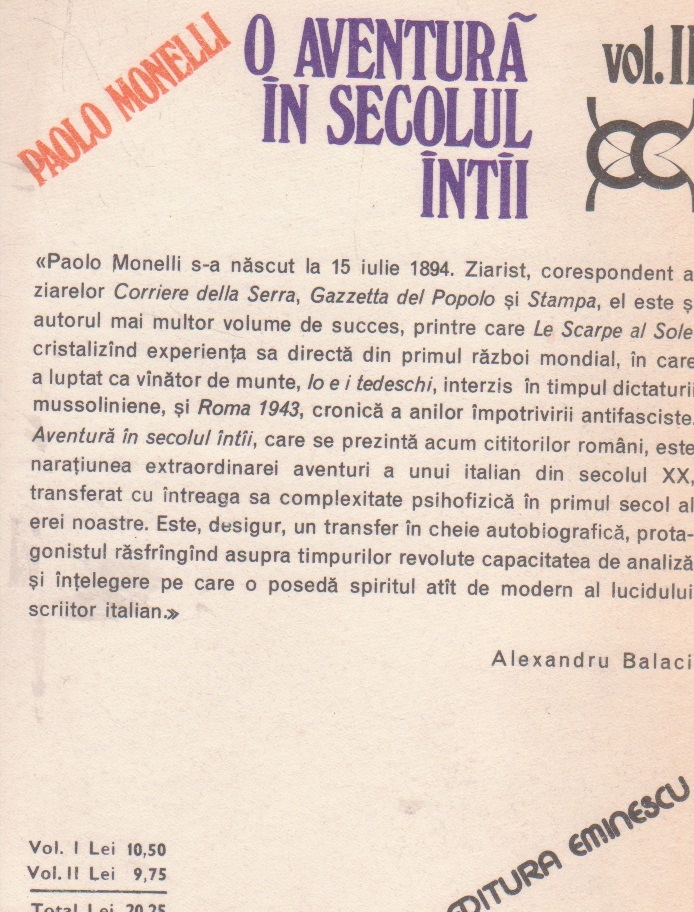 PAOLO MONELLI
O AVENTURĂ
ÎN SECOLUL
ÎNTÎI
vol. II
«Paolo Monelli s-a născut la 15 iulie 1894. Ziarist, corespondent a
ziarelor Corriere della Serra, Gazzetta del Popolo și Stampa, el este ș
autorul mai multor volume de succes, printre care Le Scarpe al Sole
cristalizînd experiența sa directă din primul război mondial, în care
a luptat ca vînător de munte, Io e i tedeschi, interzis în timpul dictaturii
mussoliniene, și Roma 1943, cronică a anilor împotrivirii antifasciste.
Aventură în secolul întîi, care se prezintă acum cititorilor români, este
narațiunea extraordinarei aventuri a unui italian din secolul XX,
transferat cu întreaga sa complexitate psihofizică în primul secol al
erei noastre. Este, desigur, un transfer în cheie autobiografică, prota-
gonistul răsfrîngînd asupra timpurilor revolute capacitatea de analiză
și înțelegere pe care o posedă spiritul atît de modern al lucidului
scriitor italian.»
Alexandru Balaci
Vol. I Lei 10,50
Vol. II Lei 9,75
Total Lei 20,25
EDITURA EMINESCU